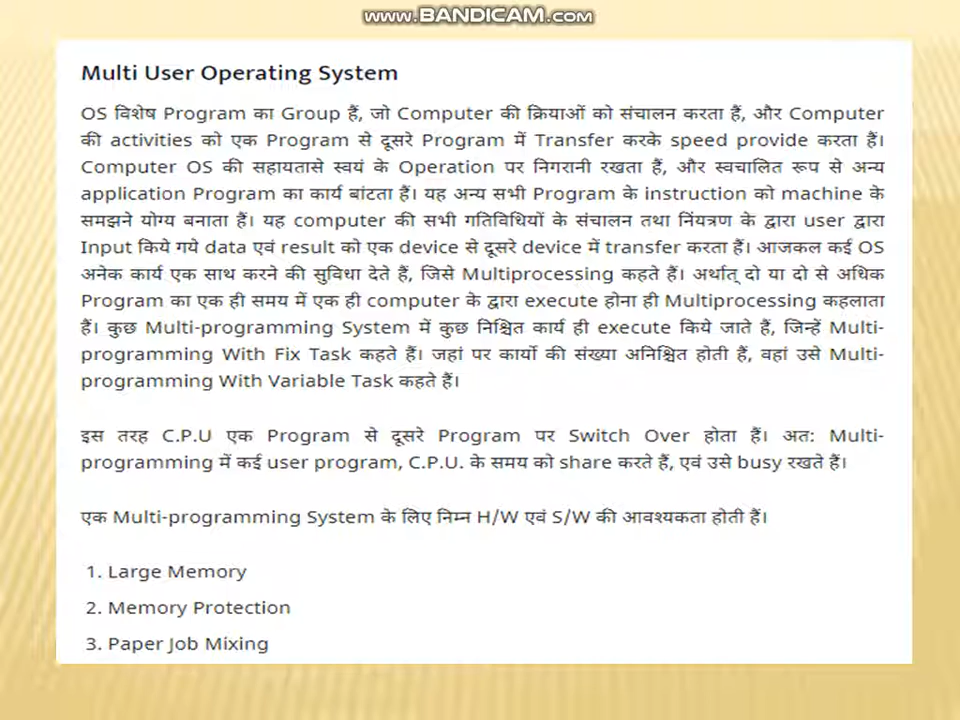 www.BANDICAM.com
Multi User Operating System
OS विशेष Program का Group हैं, जो Computer की क्रियाओं को संचालन करता हैं, और Computer
की activities को एक Program से दूसरे Program में Transfer करके speed provide करता हैं।
Computer OS की सहायतासे स्वयं के Operation पर निगरानी रखता हैं, और स्वचालित रूप से अन्य
application Program का कार्य बांटता हैं। यह अन्य सभी Program के instruction को machine के
समझने योग्य बनाता हैं। यह computer की सभी गतिविधियों के संचालन तथा निंयत्रण के द्वारा user द्वारा
Input किये गये data एवं result को एक device से दूसरे device में transfer करता हैं। आजकल कई OS
अनेक कार्य एक साथ करने की सुविधा देते हैं, जिसे Multiprocessing कहते हैं। अर्थात् दो या दो से अधिक
Program का एक ही समय में एक ही computer के द्वारा execute होना ही Multiprocessing कहलाता
हैं। कुछ Multi-programming System में कुछ निश्चित कार्य ही execute किये जाते हैं, जिन्हें Multi-
programming With Fix Task कहते हैं। जहां पर कार्यो की संख्या अनिश्चित होती हैं, वहां उसे Multi-
programming With Variable Task कहते हैं।
इस तरह C.P.U एक Program से दूसरे Program पर Switch Over होता हैं। अत: Multi-
programming में कई user program, C.P.U. के समय को share करते हैं, एवं उसे busy रखते हैं।
एक Multi-programming System के लिए निम्न H/W एवं S/W की आवश्यकता होती हैं।
1. Large Memory
2. Memory Protection
3. Paper Job Mixing